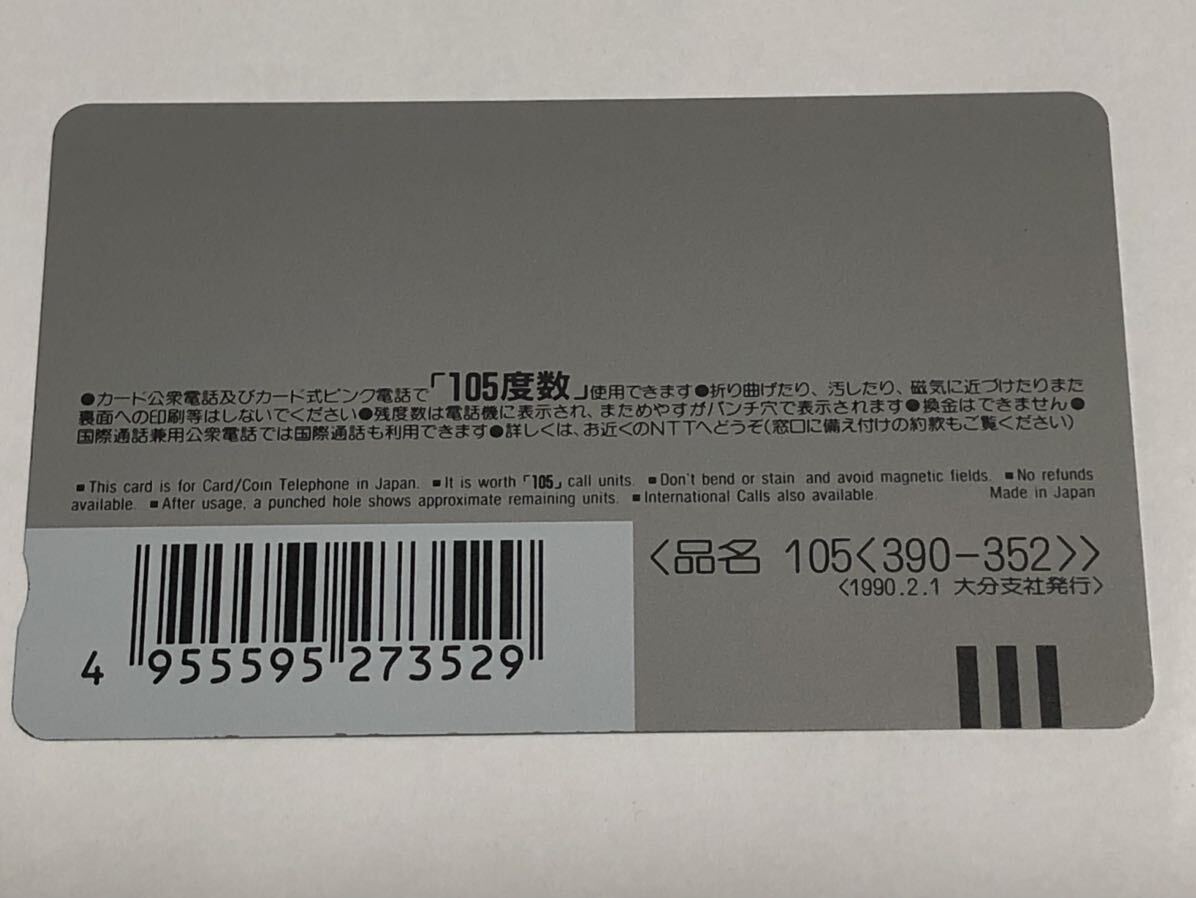 ●カード公衆電話及びカード式ピンク電話で「105度数」使用できます●折り曲げたり、汚したり、磁気に近づけたりまた
裏面への印刷等はしないでください●残度数は電話機に表示され、まためやすがパンチ穴で表示されます●換金はできません●
国際通話兼用公衆電話では国際通話も利用できます●詳しくは、お近くのNTTへどうぞ(窓口に備え付けの約款もご覧ください)
■This card is for Card/Coin Telephone in Japan. ■It is worth「105」call units. ■Don't bend or stain and avoid magnetic fields. ■No refunds
available. ■After usage, a punched hole shows approximate remaining units. ■International Calls also available. Made in Japan
<品名 105<390-352>>
<1990.2.1 大分支社発行>
4 955595 273529